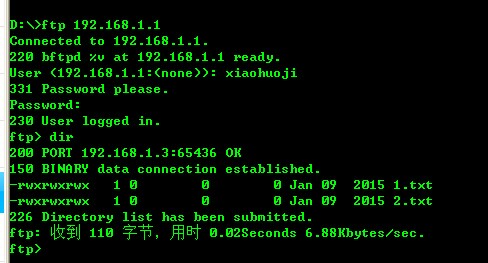 D:\>ftp 192.168.1.1
Connected to 192.168.1.1.
220 bftpd %v at 192.168.1.1 ready.
User (192.168.1.1:(none)): xiaohuoji
331 Password please.
Password:
230 User logged in.
ftp> dir
200 PORT 192.168.1.3:65436 OK
150 BINARY data connection established.
-rwxrwxrwx   1 0        0        0 Jan 09  2015 1.txt
-rwxrwxrwx   1 0        0        0 Jan 09  2015 2.txt
226 Directory list has been submitted.
ftp: 收到 110 字节，用时 0.02Seconds 6.88Kbytes/sec.
ftp>